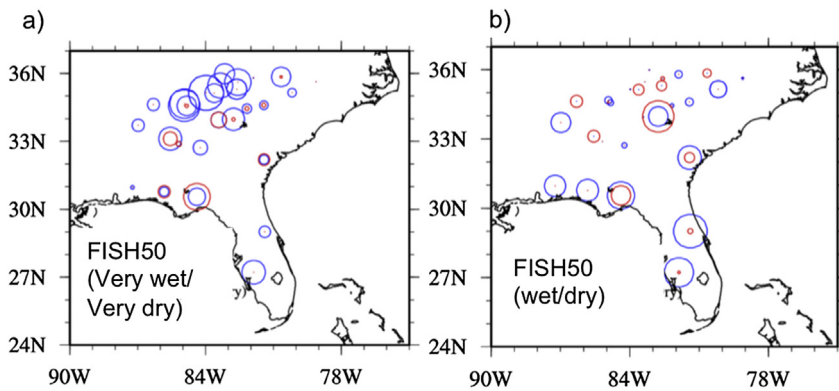 a)
b)
36N
33N
30N
27N
24N
90W
84W
78W
FISH50
(Very wet/
Very dry)
y)
36N
33N
30N
27N
24N
90W
84W
78W
FISH50
(wet/dry)